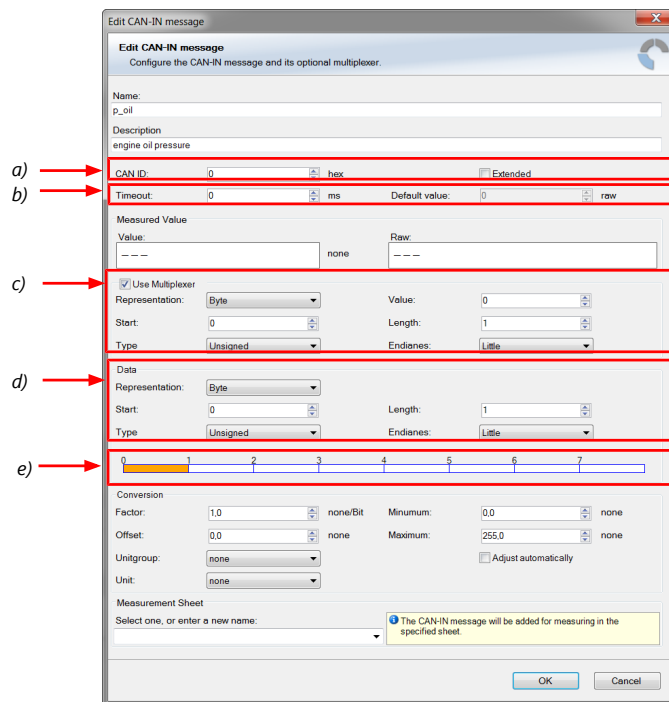 Edit CAN-IN message
Edit CAN-IN message
Configure the CAN-IN message and its optional multiplexer.
Name:
p_oil
Description
engine oil pressure
a) CAN ID: 0 hex Extended
b) Timeout: 0 ms Default value: 0 raw
Measured Value
Value: Raw:
--- none ---
c) Use Multiplexer
Representation: Byte Value: 0
Start: 0 Length: 1
Type Unsigned Endianes: Little
d) Data
Representation: Byte
Start: 0 Length: 1
Type Unsigned Endianes: Little
e) 0 1 2 3 4 5 6 7
Conversion
Factor: 1,0 none/Bit Minumum: 0,0 none
Offset: 0,0 none Maximum: 255,0 none
Unitgroup: none Adjust automatically
Unit: none
Measurement Sheet
Select one, or enter a new name: The CAN-IN message will be added for measuring in the
specified sheet.
OK Cancel